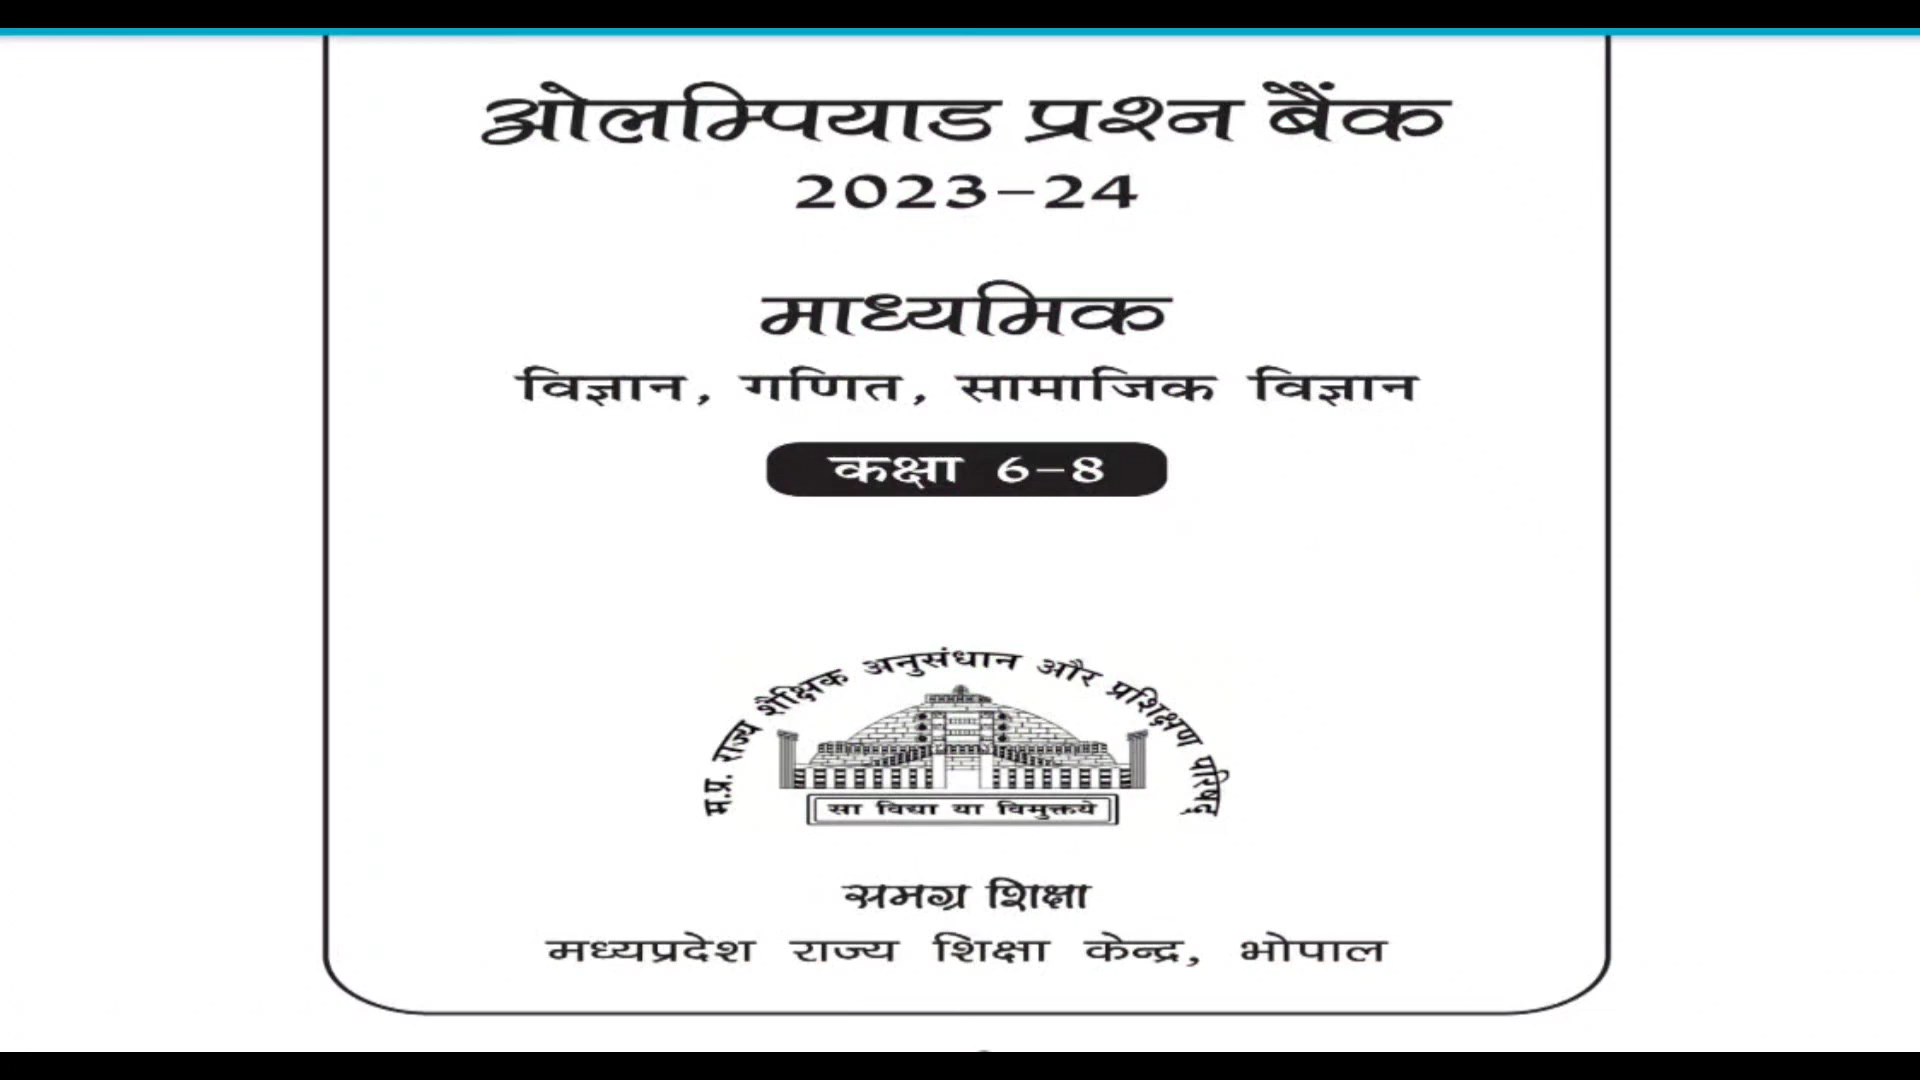 ओलम्पियाड प्रश्न बैंक
2023-24
माध्यमिक
विज्ञान, गणित, सामाजिक विज्ञान
कक्षा 6-8
म.प्र. राज्य शैक्षिक अनुसंधान और प्रशिक्षण परिषद्
सा विद्या या विमुक्तये
समग्र शिक्षा
मध्यप्रदेश राज्य शिक्षा केन्द्र, भोपाल